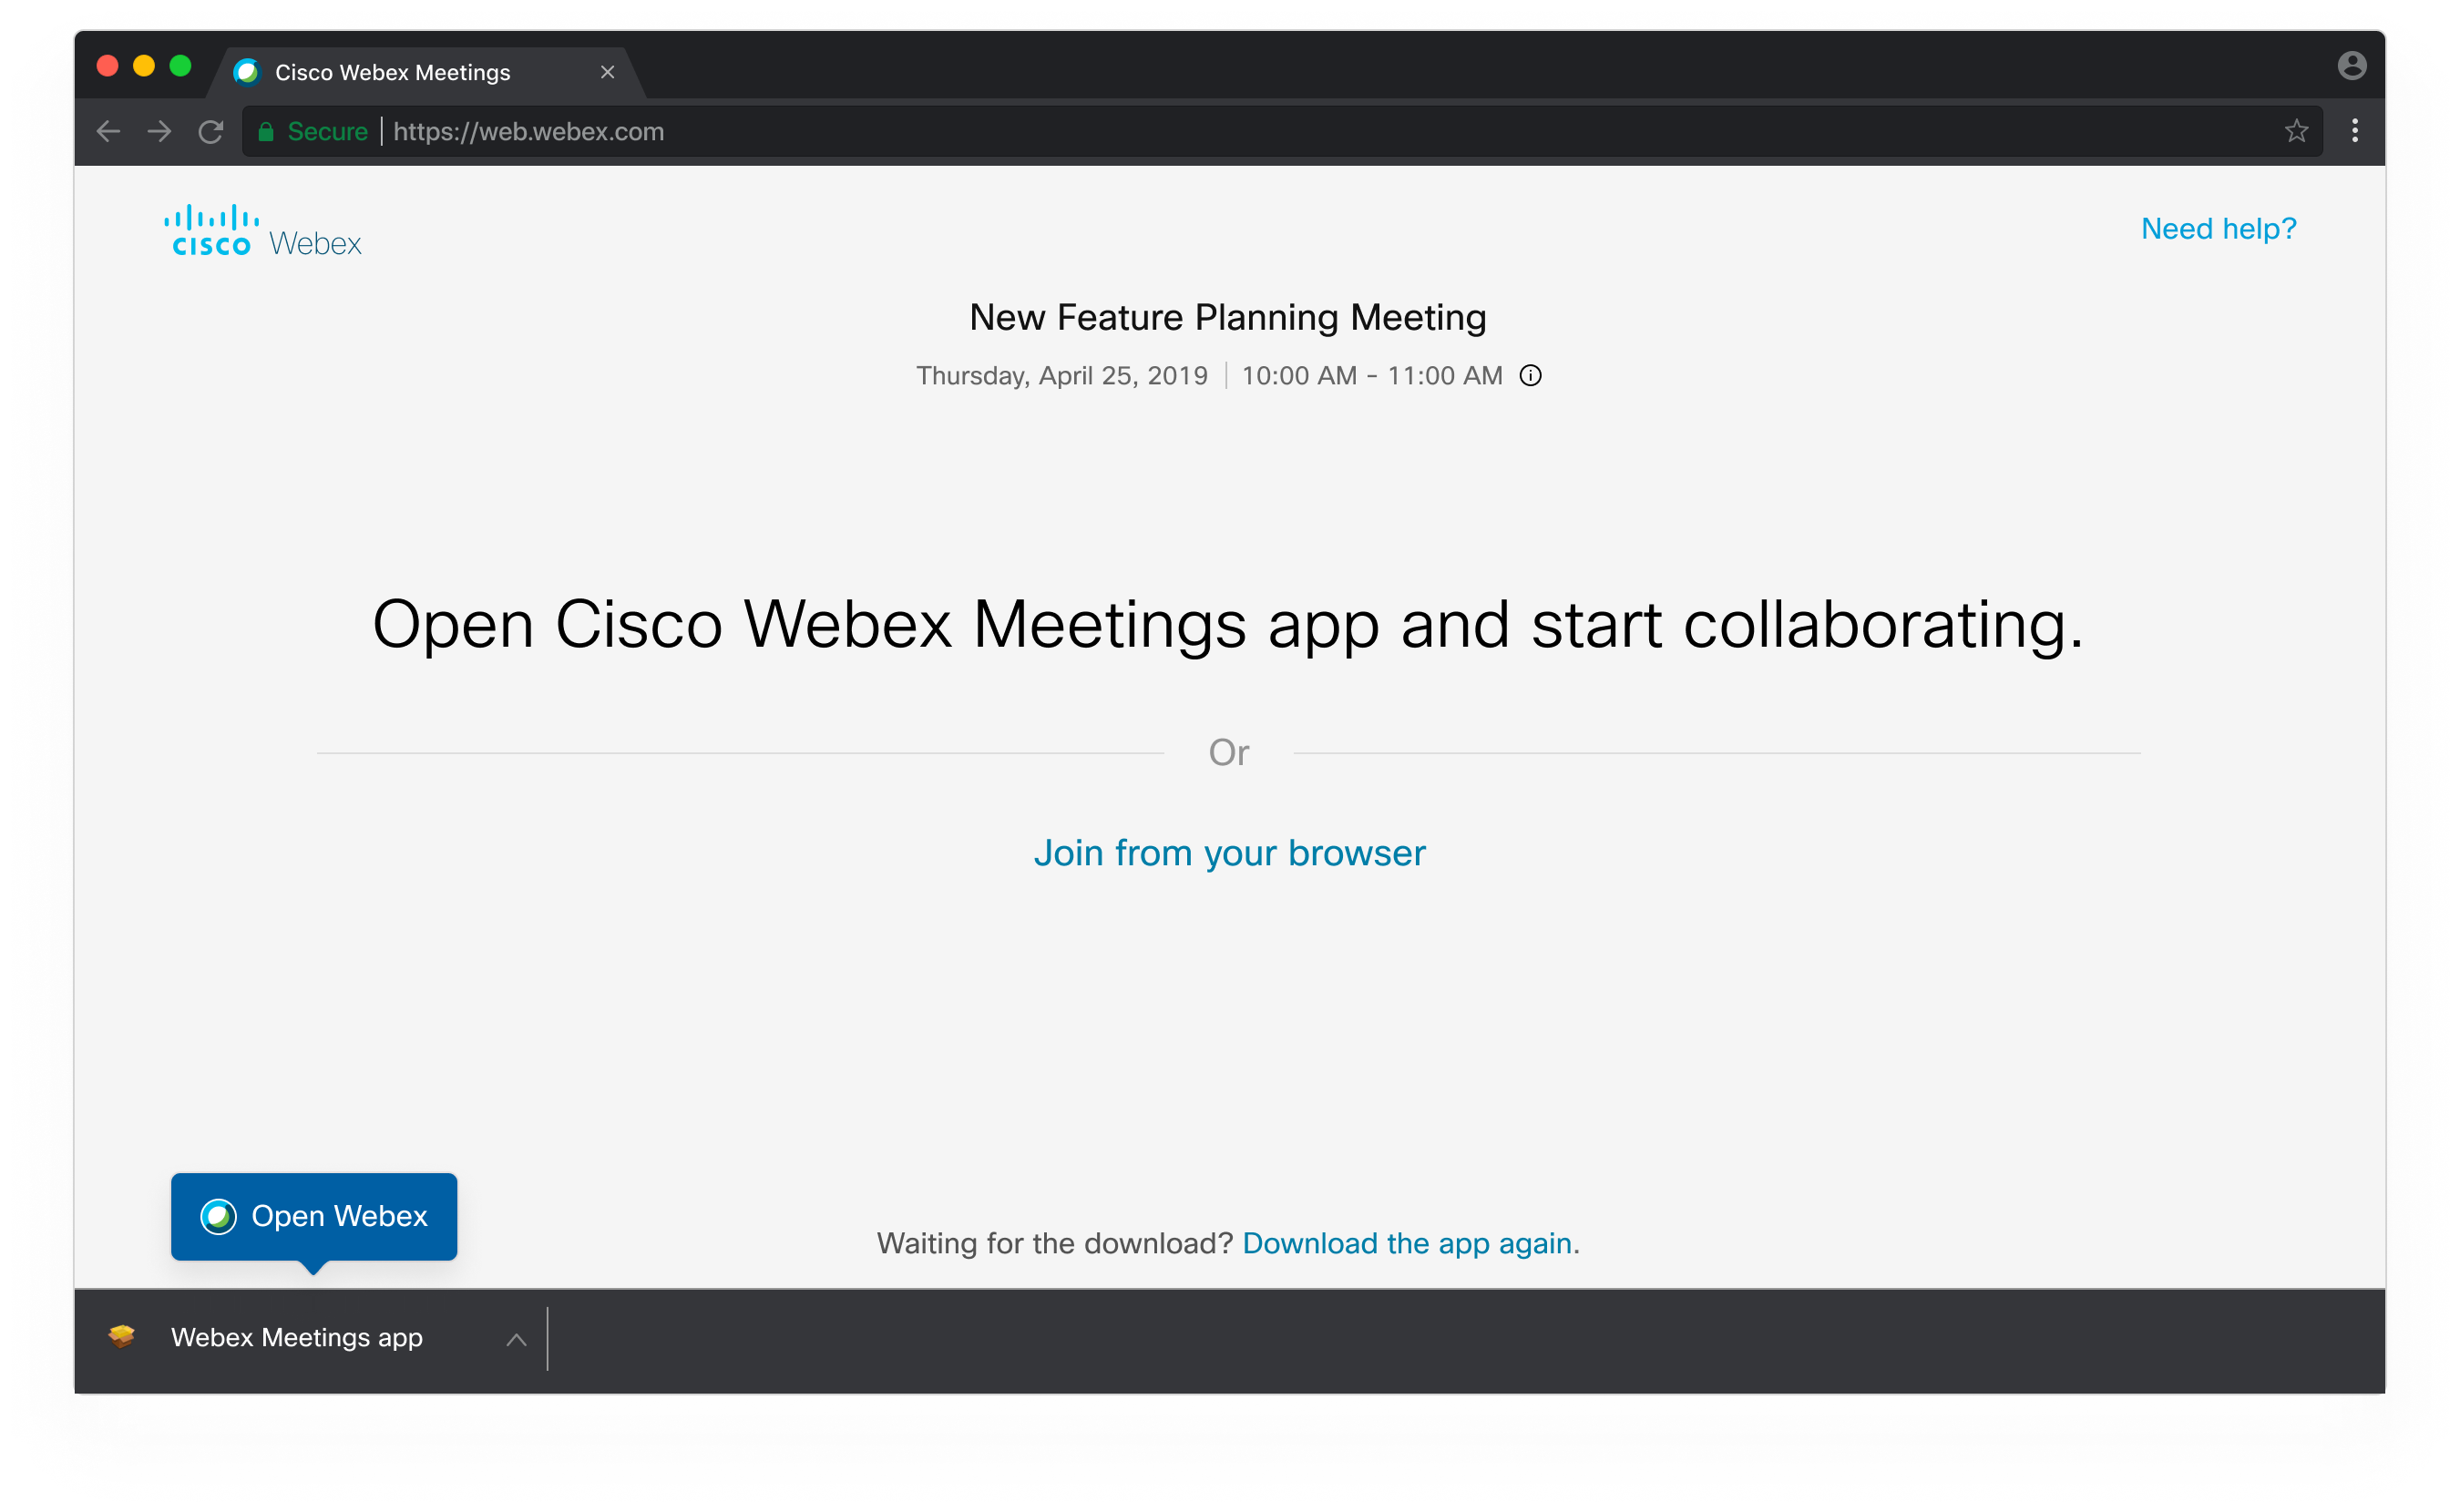 Cisco Webex Meetings
Secure | https://web.webex.com
CISCO Webex
Need help?
New Feature Planning Meeting
Thursday, April 25, 2019 | 10:00 AM - 11:00 AM
Open Cisco Webex Meetings app and start collaborating.
Or
Join from your browser
Open Webex
Waiting for the download? Download the app again.
Webex Meetings app